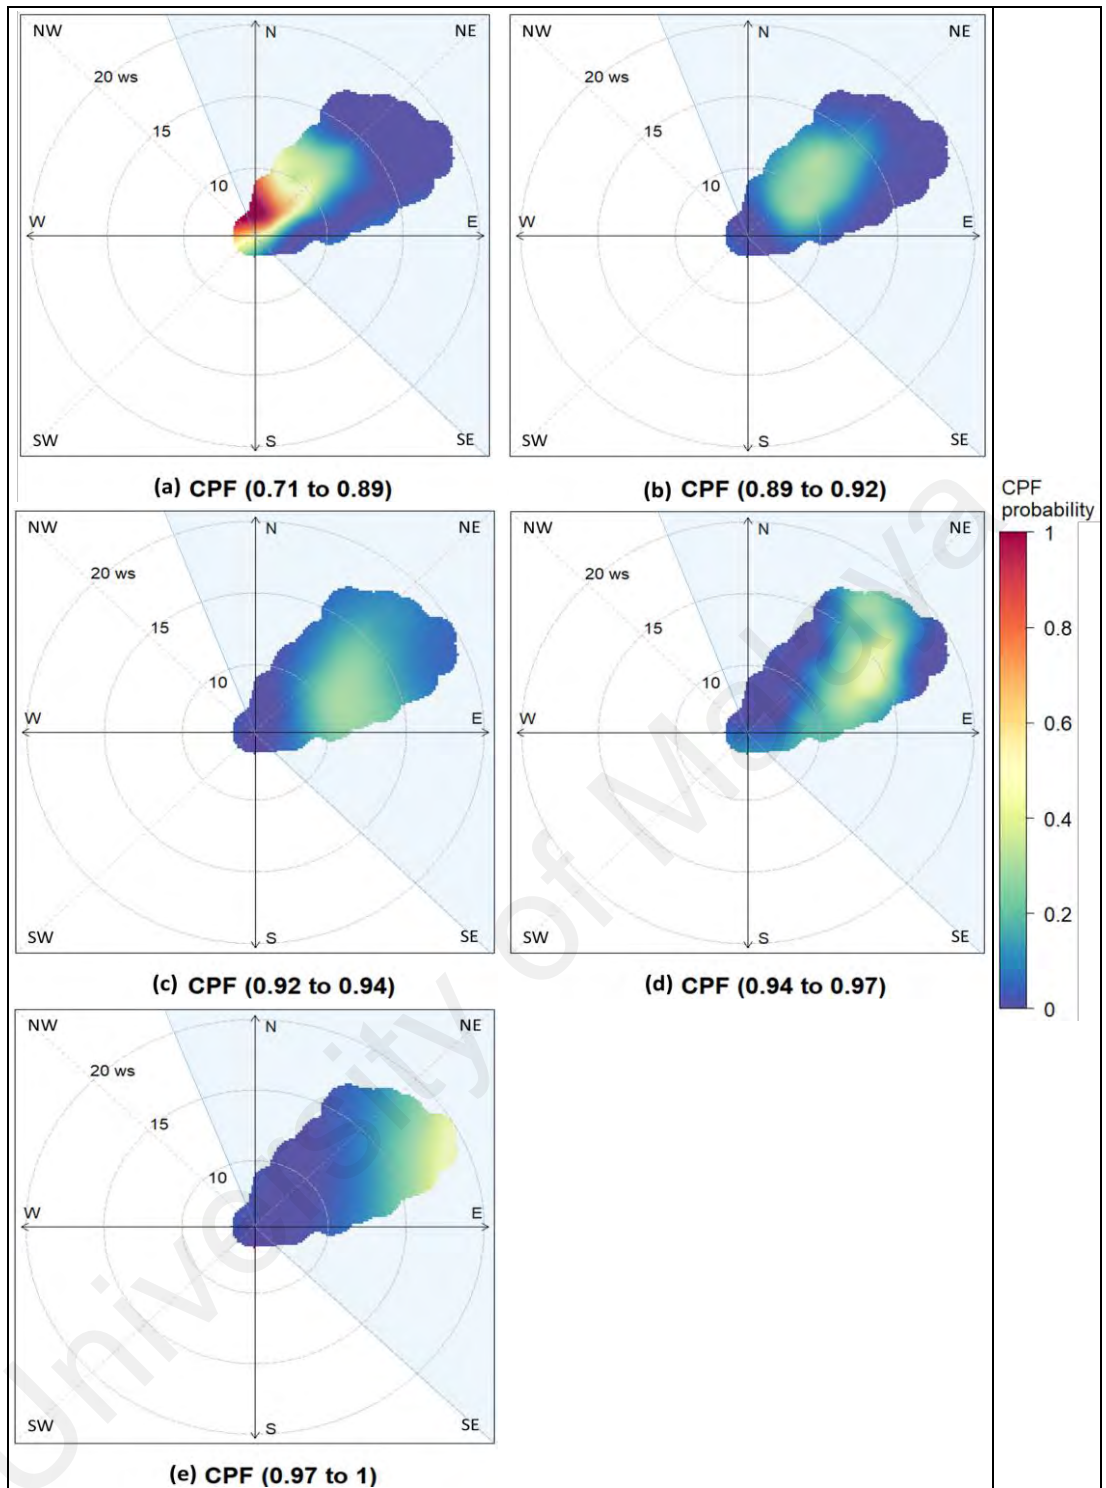 NW N NE
20 ws
15
10
W E
SW S SE
(a) CPF (0.71 to 0.89)
NW N NE
20 ws
15
10
W E
SW S SE
(b) CPF (0.89 to 0.92)
CPF
probability
1
0.8
0.6
0.4
0.2
0
NW N NE
20 ws
15
10
W E
SW S SE
(c) CPF (0.92 to 0.94)
NW N NE
20 ws
15
10
W E
SW S SE
(d) CPF (0.94 to 0.97)
NW N NE
20 ws
15
10
W E
SW S SE
(e) CPF (0.97 to 1)
University of Malaya